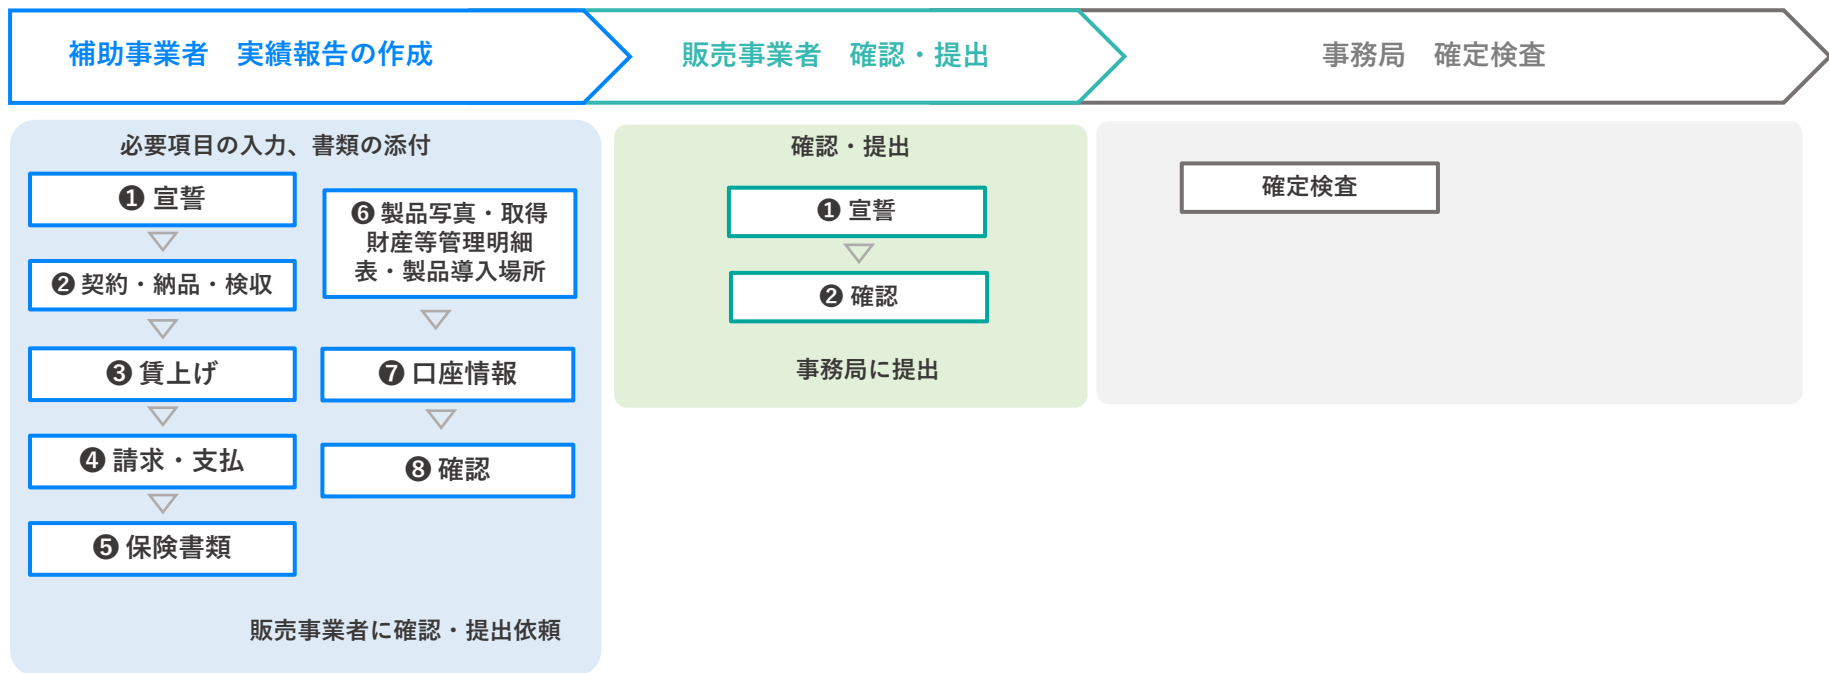 補助事業者　実績報告の作成
販売事業者　確認・提出
事務局　確定検査
必要項目の入力、書類の添付
❶ 宣誓
❷ 契約・納品・検収
❸ 賃上げ
❹ 請求・支払
❺ 保険書類
❻ 製品写真・取得
財産等管理明細
表・製品導入場所
❼ 口座情報
❽ 確認
販売事業者に確認・提出依頼
確認・提出
❶ 宣誓
❷ 確認
事務局に提出
確定検査